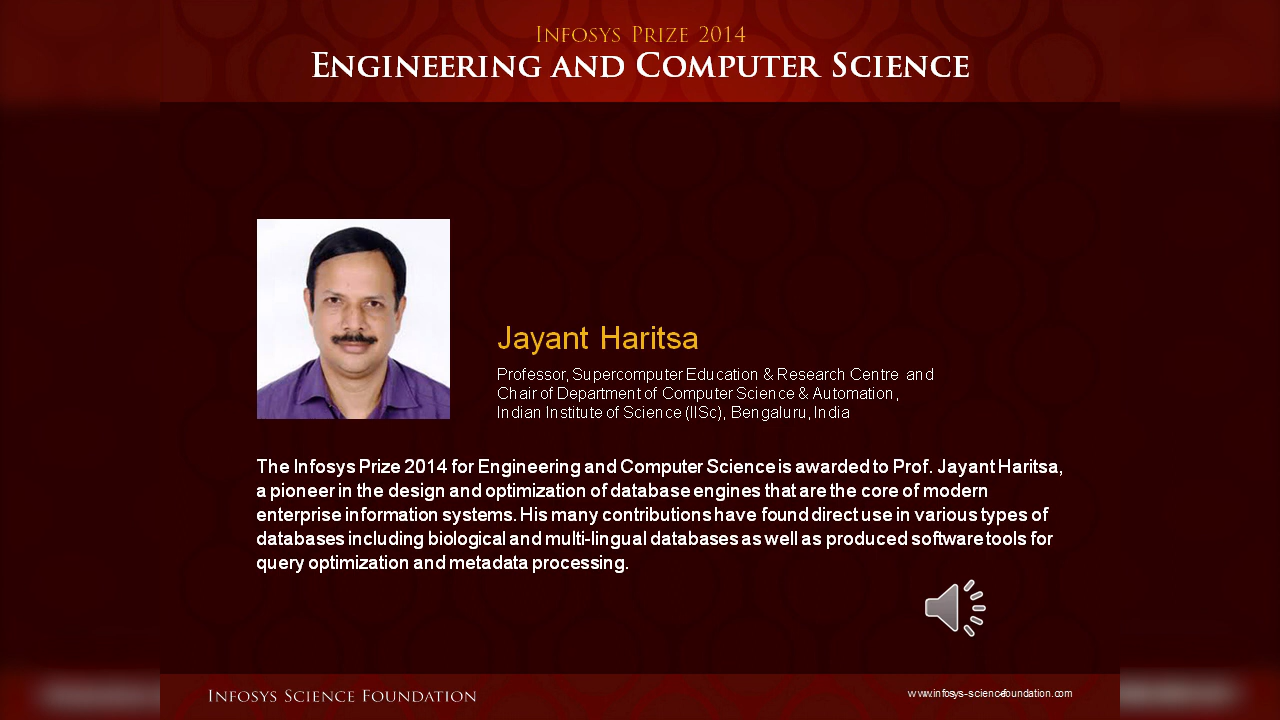 INFOSYS PRIZE 2014
ENGINEERING AND COMPUTER SCIENCE
Jayant Haritsa
Professor, Supercomputer Education & Research Centre and
Chair of Department of Computer Science & Automation,
Indian Institute of Science (IISc), Bengaluru, India
The Infosys Prize 2014 for Engineering and Computer Science is awarded to Prof. Jayant Haritsa,
a pioneer in the design and optimization of database engines that are the core of modern
enterprise information systems. His many contributions have found direct use in various types of
databases including biological and multi-lingual databases as well as produced software tools for
query optimization and metadata processing.
INFOSYS SCIENCE FOUNDATION
www.infosys-science-foundation.com